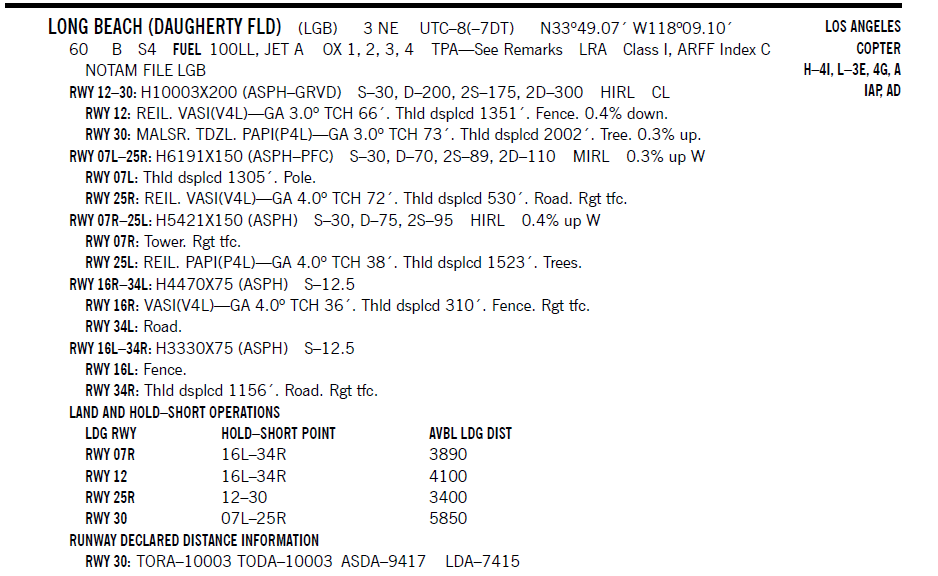 LONG BEACH (DAUGHERTY FLD) (LGB) 3 NE UTC–8(–7DT) N33º49.07´ W118º09.10´ LOS ANGELES
60 B S4 FUEL 100LL, JET A OX 1, 2, 3, 4 TPA—See Remarks LRA Class I, ARFF Index C COPTER
NOTAM FILE LGB H–4I, L–3E, 4G, A
RWY 12–30: H10003X200 (ASPH–GRVD) S–30, D–200, 2S–175, 2D–300 HIRL CL IAP, AD
RWY 12: REIL. VASI(V4L)—GA 3.0º TCH 66´. Thld dsplcd 1351´. Fence. 0.4% down.
RWY 30: MALSR. TDZL. PAPI(P4L)—GA 3.0º TCH 73´. Thld dsplcd 2002´. Tree. 0.3% up.
RWY 07L–25R: H6191X150 (ASPH–PFC) S–30, D–70, 2S–89, 2D–110 MIRL 0.3% up W
RWY 07L: Thld dsplcd 1305´. Pole.
RWY 25R: REIL. VASI(V4L)—GA 4.0º TCH 72´. Thld dsplcd 530´. Road. Rgt tfc.
RWY 07R–25L: H5421X150 (ASPH) S–30, D–75, 2S–95 HIRL 0.4% up W
RWY 07R: Tower. Rgt tfc.
RWY 25L: REIL. PAPI(P4L)—GA 4.0º TCH 38´. Thld dsplcd 1523´. Trees.
RWY 16R–34L: H4470X75 (ASPH) S–12.5
RWY 16R: VASI(V4L)—GA 4.0º TCH 36´. Thld dsplcd 310´. Fence. Rgt tfc.
RWY 34L: Road.
RWY 16L–34R: H3330X75 (ASPH) S–12.5
RWY 16L: Fence.
RWY 34R: Thld dsplcd 1156´. Road. Rgt tfc.
LAND AND HOLD–SHORT OPERATIONS
LDG RWY HOLD–SHORT POINT AVBL LDG DIST
RWY 07R 16L–34R 3890
RWY 12 16L–34R 4100
RWY 25R 12–30 3400
RWY 30 07L–25R 5850
RUNWAY DECLARED DISTANCE INFORMATION
RWY 30: TORA–10003 TODA–10003 ASDA–9417 LDA–7415